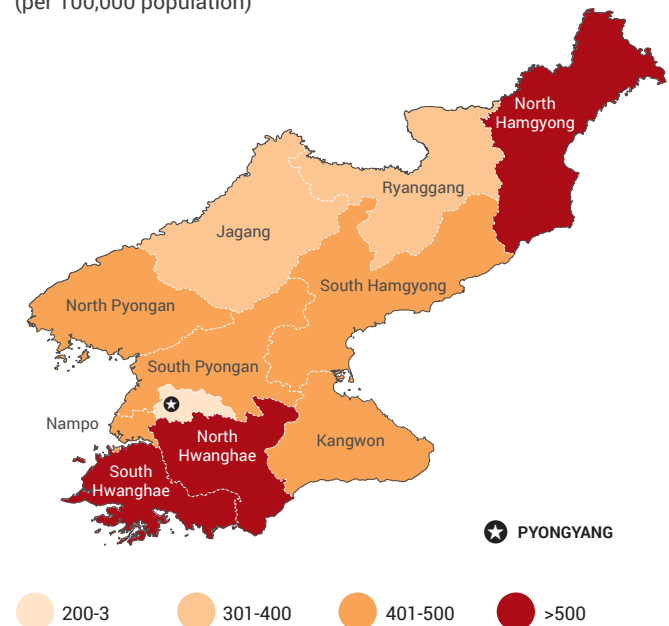 (per 100,000 population)
North
Hamgyong
Ryanggang
Jagang
South Hamgyong
North Pyongan
South Pyongan
Nampo
North
Hwanghae
Kangwon
South
Hwanghae
PYONGYANG
200-3
301-400
401-500
>500